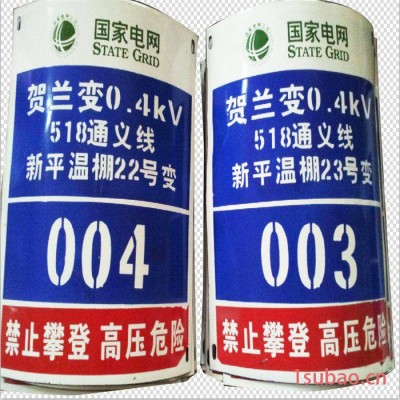 国家电网
STATE GRID
贺兰变0.4kV
518通义线
新平温棚22号变
004
禁止攀登 高压危险
国家电网
STATE GRID
贺兰变0.4kV
518通义线
新平温棚23号变
003
禁止攀登 高压危险
1subao.cn